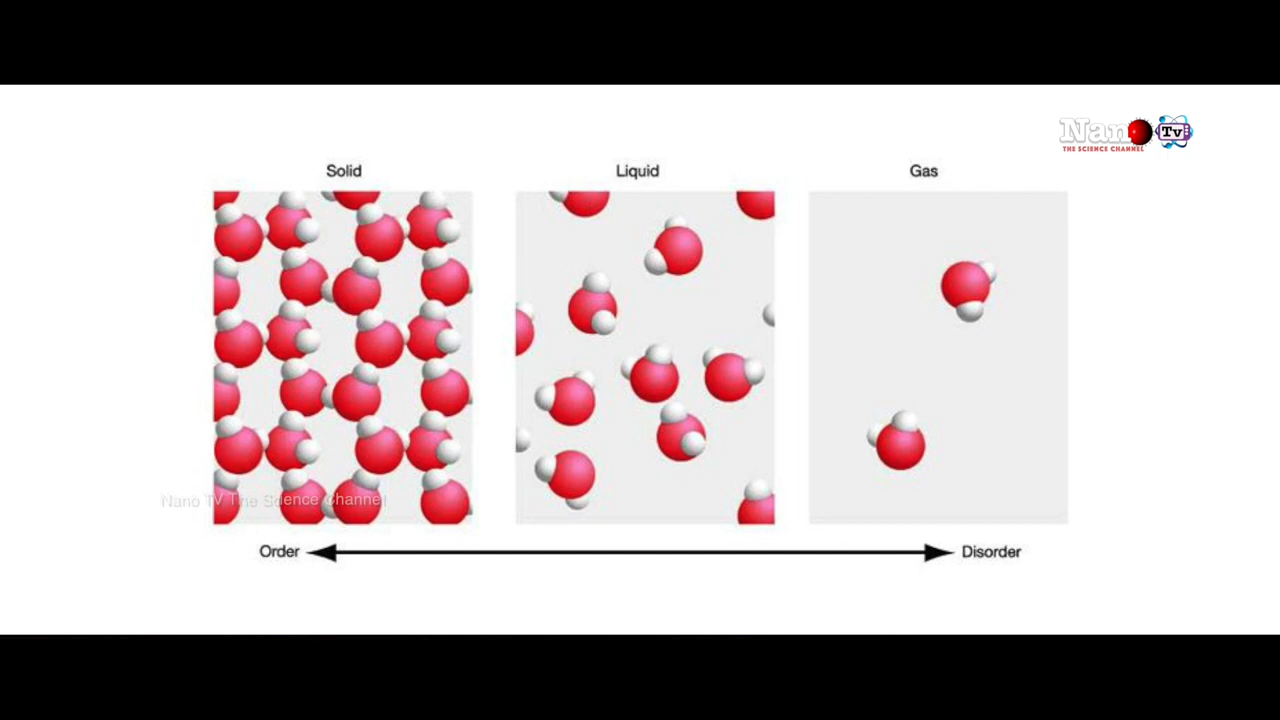 Nano Tv
THE SCIENCE CHANNEL
Solid
Liquid
Gas
Nano TV The Science Channel
Order
Disorder